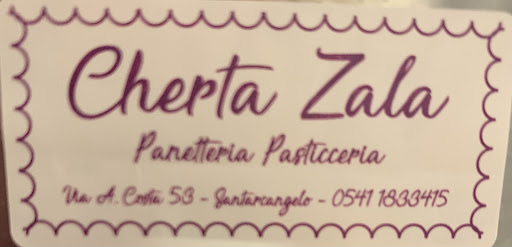 Cherta Zala
Panetteria Pasticceria
Via A. Costa 53 - Santarcangelo - 0541 1833415